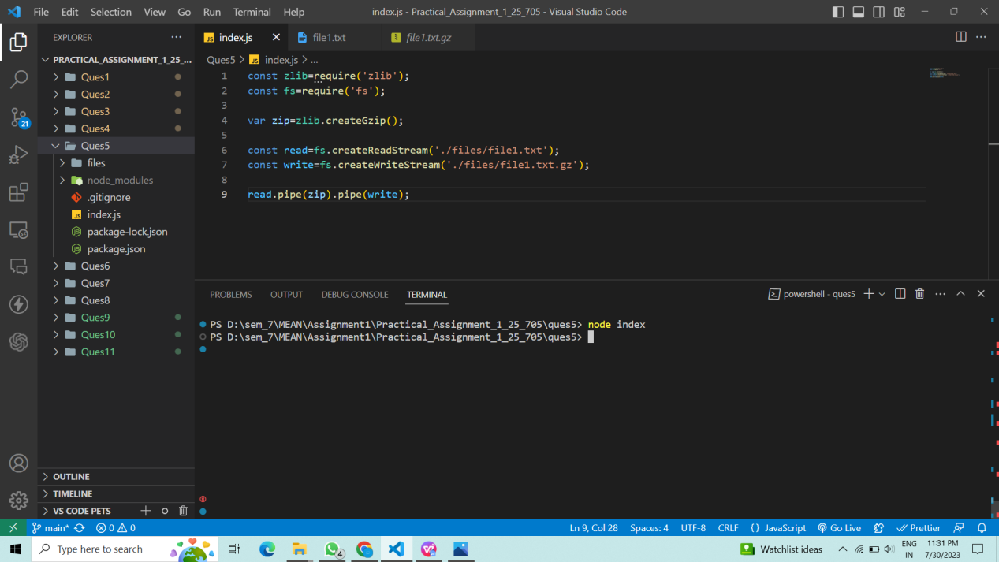 File Edit Selection View Go Run Terminal Help
index.js - Practical_Assignment_1_25_705 - Visual Studio Code
EXPLORER
PRACTICAL_ASSIGNMENT_1_25_...
Ques1
Ques2
Ques3
Ques4
Ques5
files
node_modules
.gitignore
JS index.js
package-lock.json
package.json
Ques6
Ques7
Ques8
Ques9
Ques10
Ques11
OUTLINE
TIMELINE
VS CODE PETS
21
JS index.js
file1.txt
file1.txt.gz
Ques5 > JS index.js > ...
1 const zlib=require('zlib');
2 const fs=require('fs');
3
4 var zip=zlib.createGzip();
5
6 const read=fs.createReadStream('./files/file1.txt');
7 const write=fs.createWriteStream('./files/file1.txt.gz');
8
9 read.pipe(zip).pipe(write);
PROBLEMS OUTPUT DEBUG CONSOLE TERMINAL
powershell - ques5
PS D:\sem_7\MEAN\Assignment1\Practical_Assignment_1_25_705\ques5> node index
PS D:\sem_7\MEAN\Assignment1\Practical_Assignment_1_25_705\ques5>
main* 0 0 Ln 9, Col 28 Spaces: 4 UTF-8 CRLF {} JavaScript Go Live Prettier
Type here to search
4
Watchlist ideas
ENG
IN
11:31 PM
7/30/2023